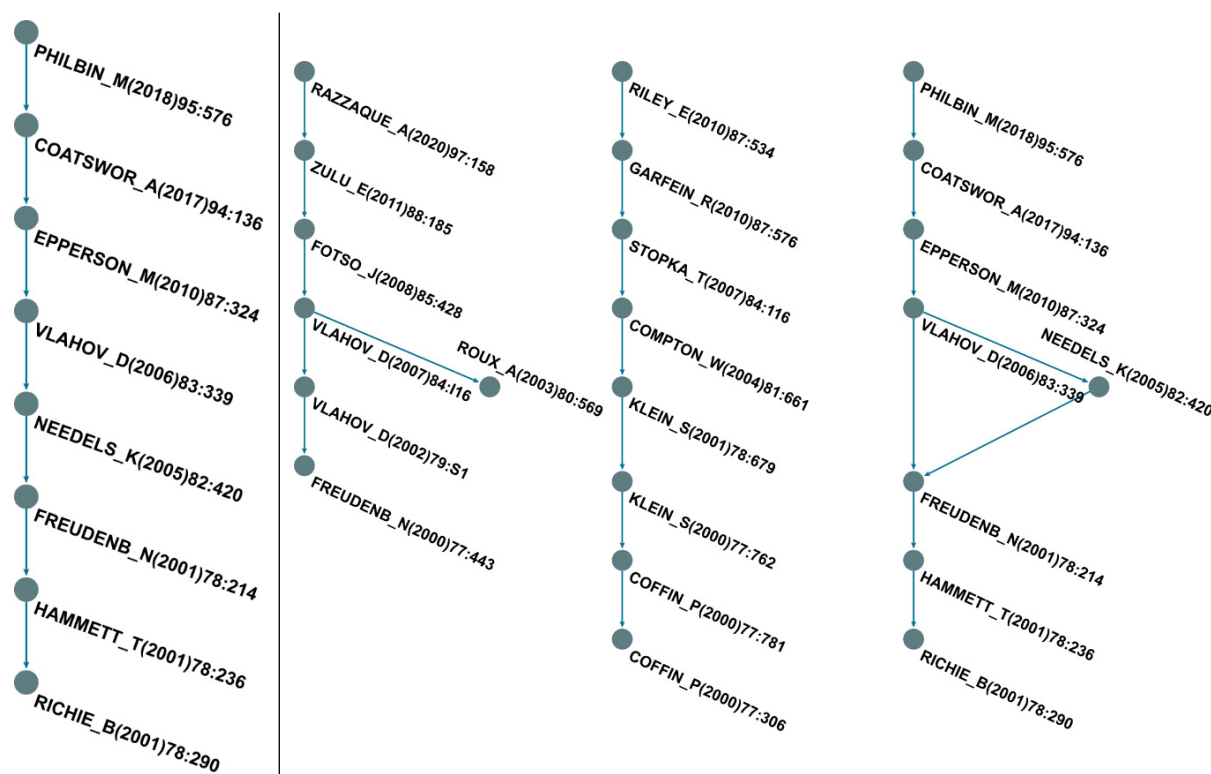 PHILBIN_M(2018)95:576
COATSWOR_A(2017)94:136
EPPERSON_M(2010)87:324
VLAHOV_D(2006)83:339
NEEDELS_K(2005)82:420
FREUDENB_N(2001)78:214
HAMMETT_T(2001)78:236
RICHIE_B(2001)78:290
RAZZAQUE_A(2020)97:158
ZULU_E(2011)88:185
FOTSO_J(2008)85:428
VLAHOV_D(2007)84:I16
ROUX_A(2003)80:569
VLAHOV_D(2002)79:S1
FREUDENB_N(2000)77:443
RILEY_E(2010)87:534
GARFEIN_R(2010)87:576
STOPKA_T(2007)84:116
COMPTON_W(2004)81:661
KLEIN_S(2001)78:679
KLEIN_S(2000)77:762
COFFIN_P(2000)77:781
COFFIN_P(2000)77:306
PHILBIN_M(2018)95:576
COATSWOR_A(2017)94:136
EPPERSON_M(2010)87:324
VLAHOV_D(2006)83:339
NEEDELS_K(2005)82:420
FREUDENB_N(2001)78:214
HAMMETT_T(2001)78:236
RICHIE_B(2001)78:290